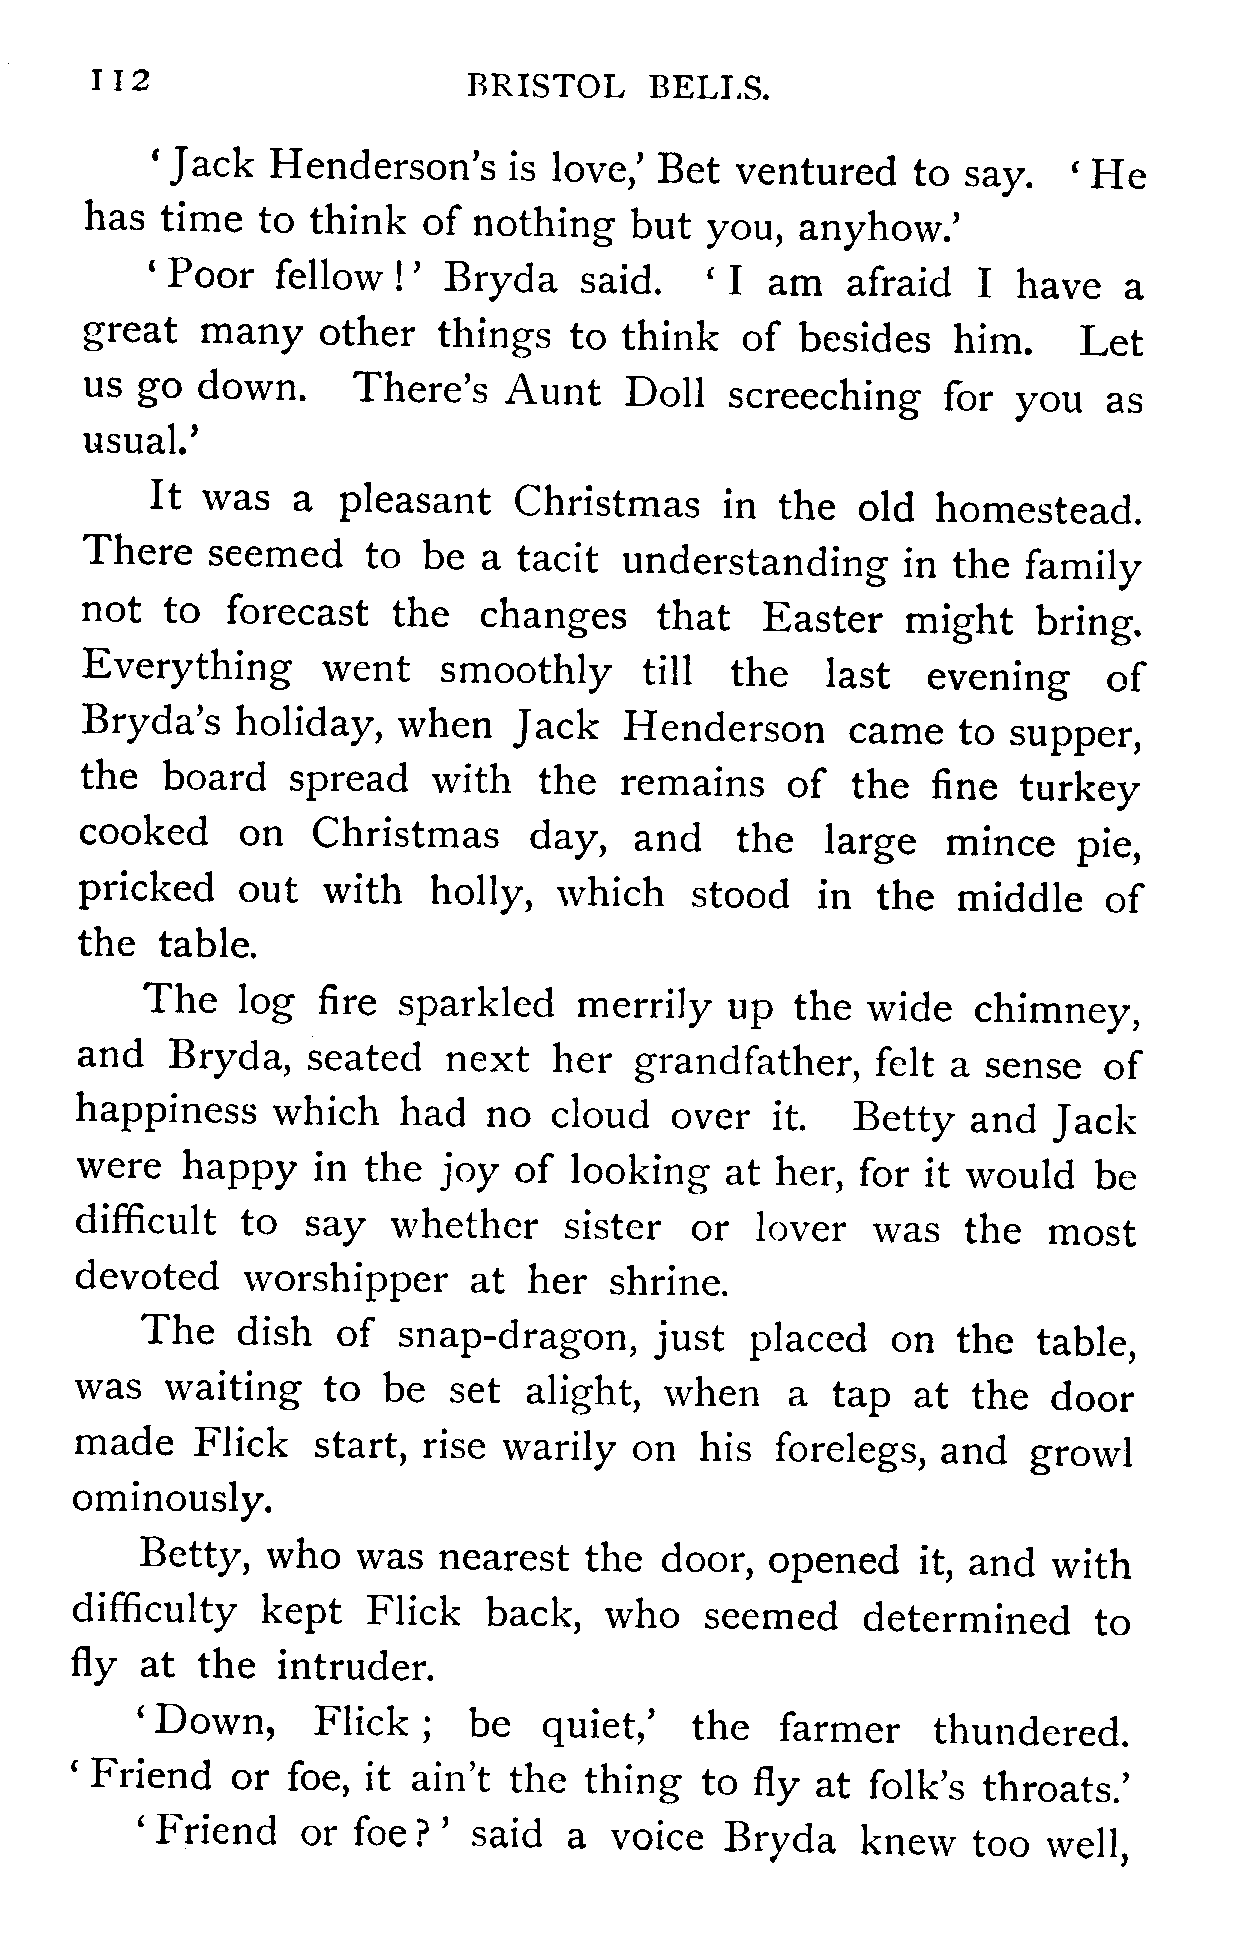 112 BRISTOL BELLS.
‘Jack Henderson’s is love,’ Bet ventured to say. ‘He
has time to think of nothing but you, anyhow.’
‘Poor fellow!’ Bryda said. ‘I am afraid I have a
great many other things to think of besides him. Let
us go down. There’s Aunt Doll screeching for you as
usual.’
It was a pleasant Christmas in the old homestead.
There seemed to be a tacit understanding in the family
not to forecast the changes that Easter might bring.
Everything went smoothly till the last evening of
Bryda’s holiday, when Jack Henderson came to supper,
the board spread with the remains of the fine turkey
cooked on Christmas day, and the large mince pie,
pricked out with holly, which stood in the middle of
the table.
The log fire sparkled merrily up the wide chimney,
and Bryda, seated next her grandfather, felt a sense of
happiness which had no cloud over it. Betty and Jack
were happy in the joy of looking at her, for it would be
difficult to say whether sister or lover was the most
devoted worshipper at her shrine.
The dish of snap-dragon, just placed on the table,
was waiting to be set alight, when a tap at the door
made Flick start, rise warily on his forelegs, and growl
ominously.
Betty, who was nearest the door, opened it, and with
difficulty kept Flick back, who seemed determined to
fly at the intruder.
‘Down, Flick; be quiet,’ the farmer thundered.
‘Friend or foe, it ain’t the thing to fly at folk’s throats.’
‘Friend or foe?’ said a voice Bryda knew too well,